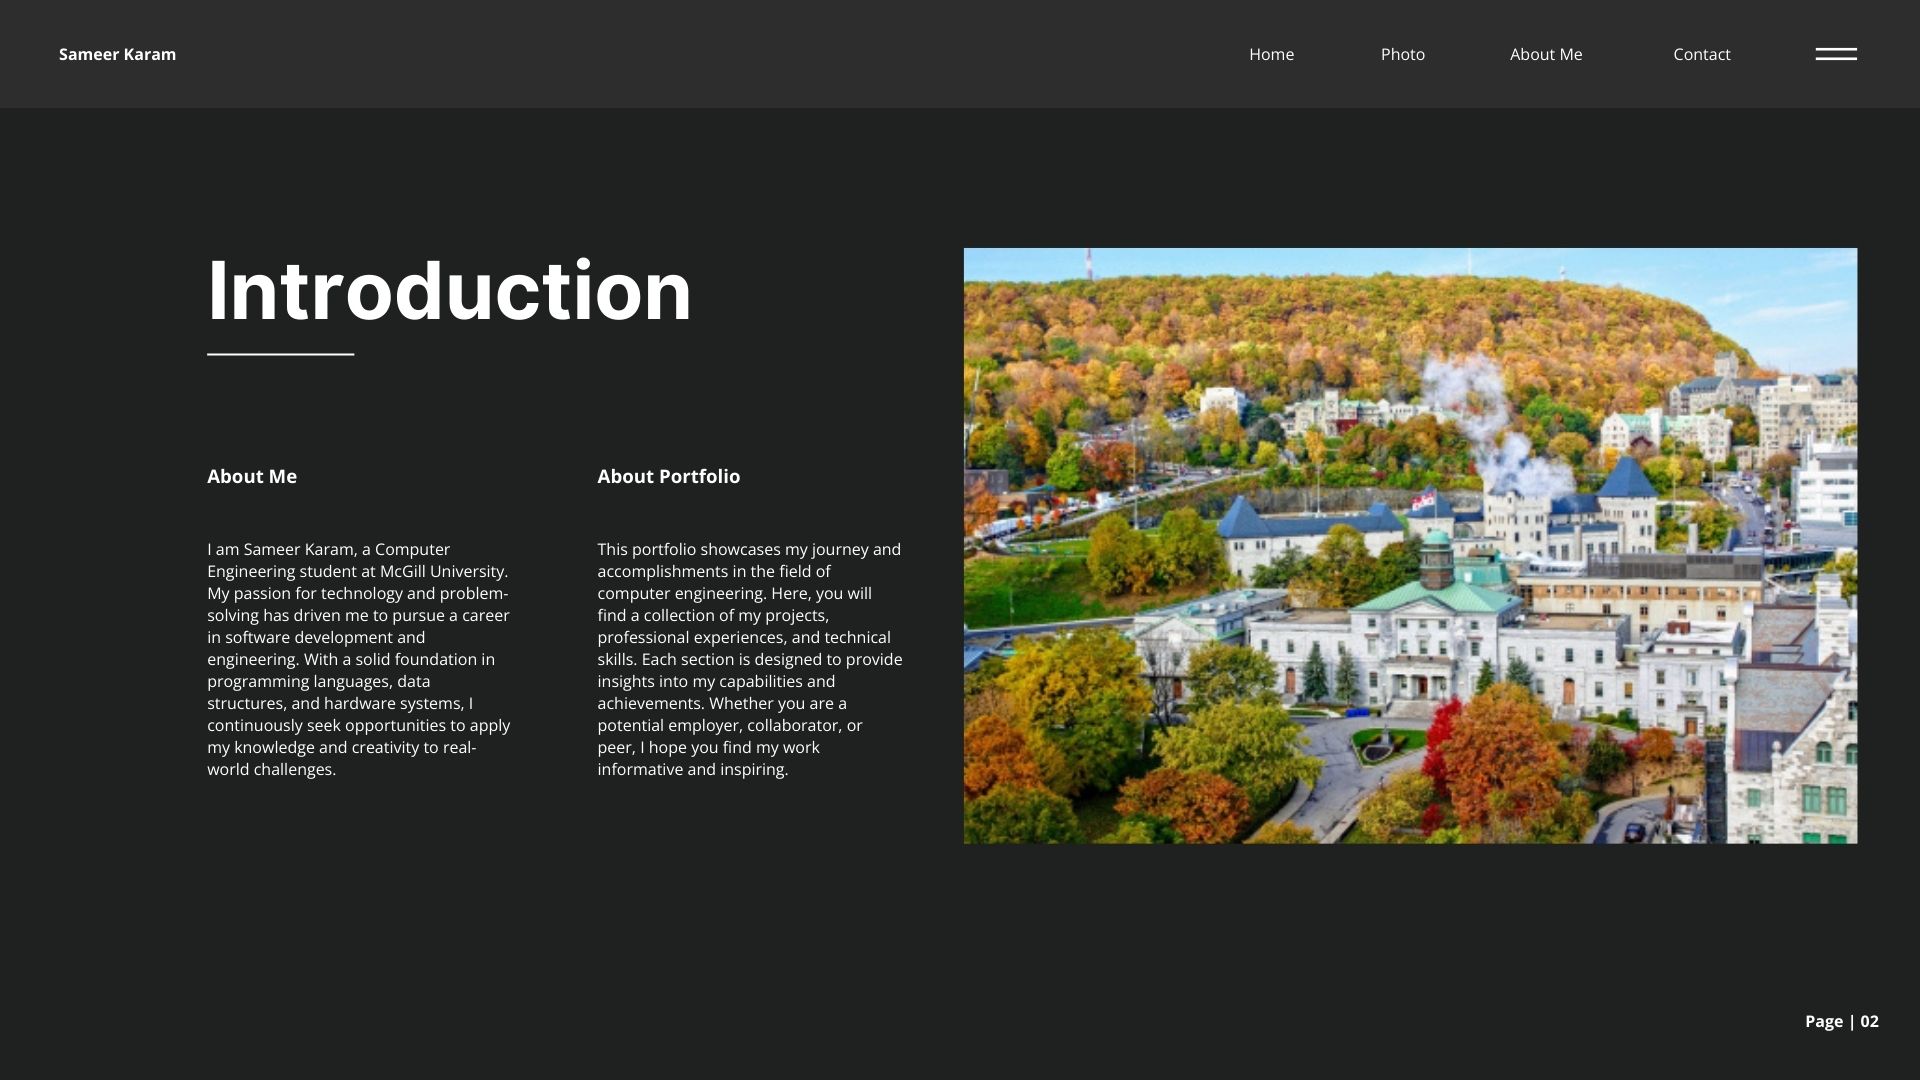 Sameer Karam
Home
Photo
About Me
Contact
Introduction
About Me
I am Sameer Karam, a Computer
Engineering student at McGill University.
My passion for technology and problem-
solving has driven me to pursue a career
in software development and
engineering. With a solid foundation in
programming languages, data
structures, and hardware systems, I
continuously seek opportunities to apply
my knowledge and creativity to real-
world challenges.
About Portfolio
This portfolio showcases my journey and
accomplishments in the field of
computer engineering. Here, you will
find a collection of my projects,
professional experiences, and technical
skills. Each section is designed to provide
insights into my capabilities and
achievements. Whether you are a
potential employer, collaborator, or
peer, I hope you find my work
informative and inspiring.
Page | 02